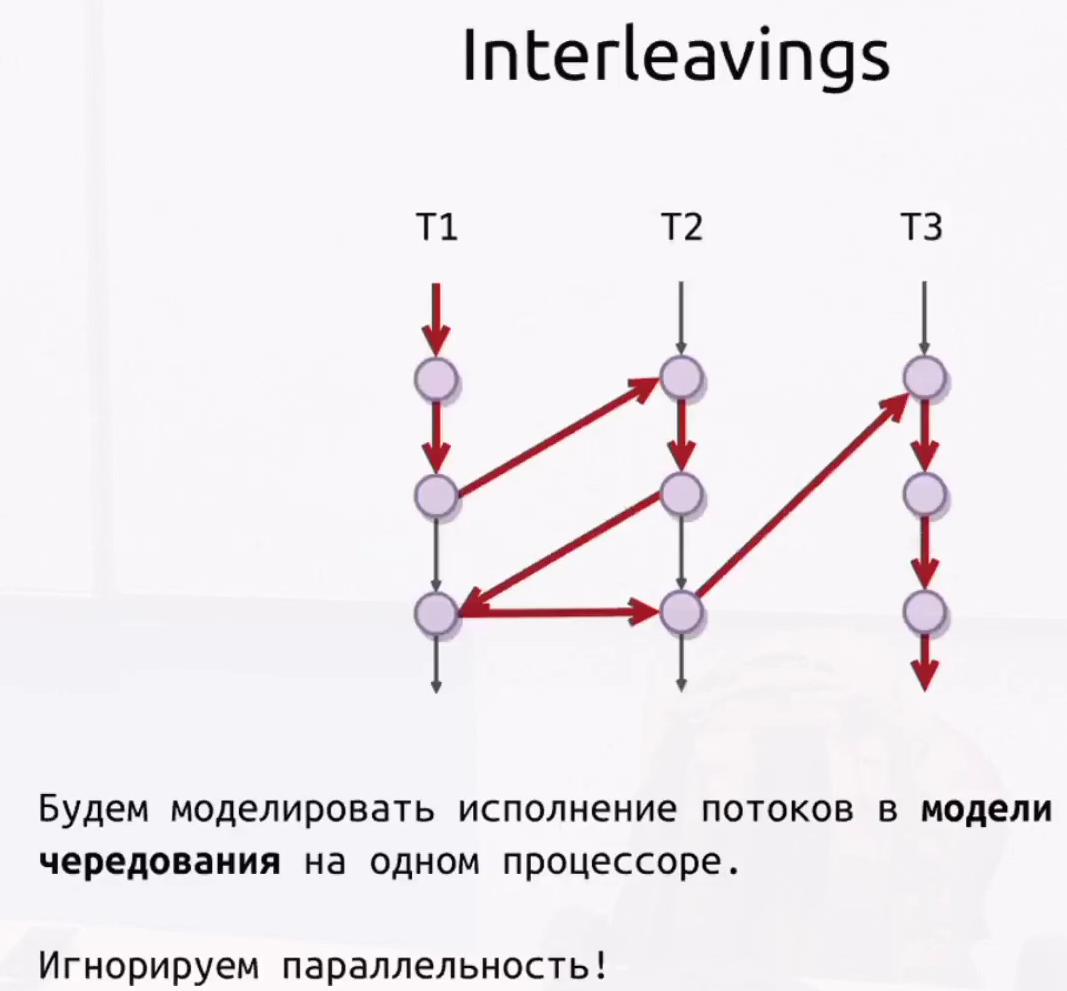 Interleavings
T1 T2 T3
Будем моделировать исполнение потоков в модели
чередования на одном процессоре.
Игнорируем параллельность!